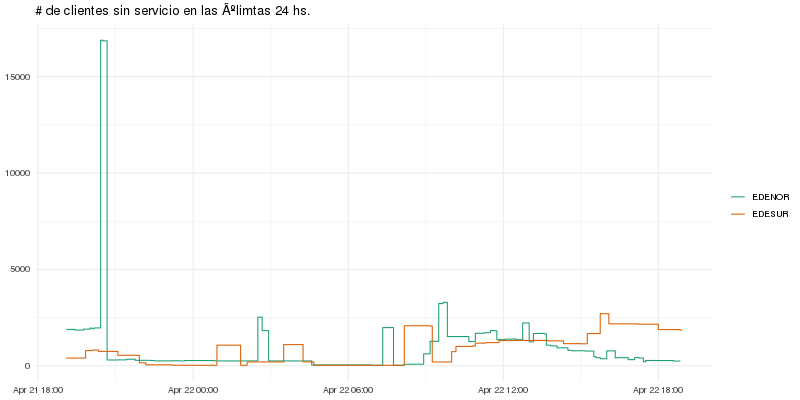 # de clientes sin servicio en las Ãºlimtas 24 hs.
15000
10000
5000
0
Apr 21 18:00 Apr 22 00:00 Apr 22 06:00 Apr 22 12:00 Apr 22 18:00
EDENOR
EDESUR